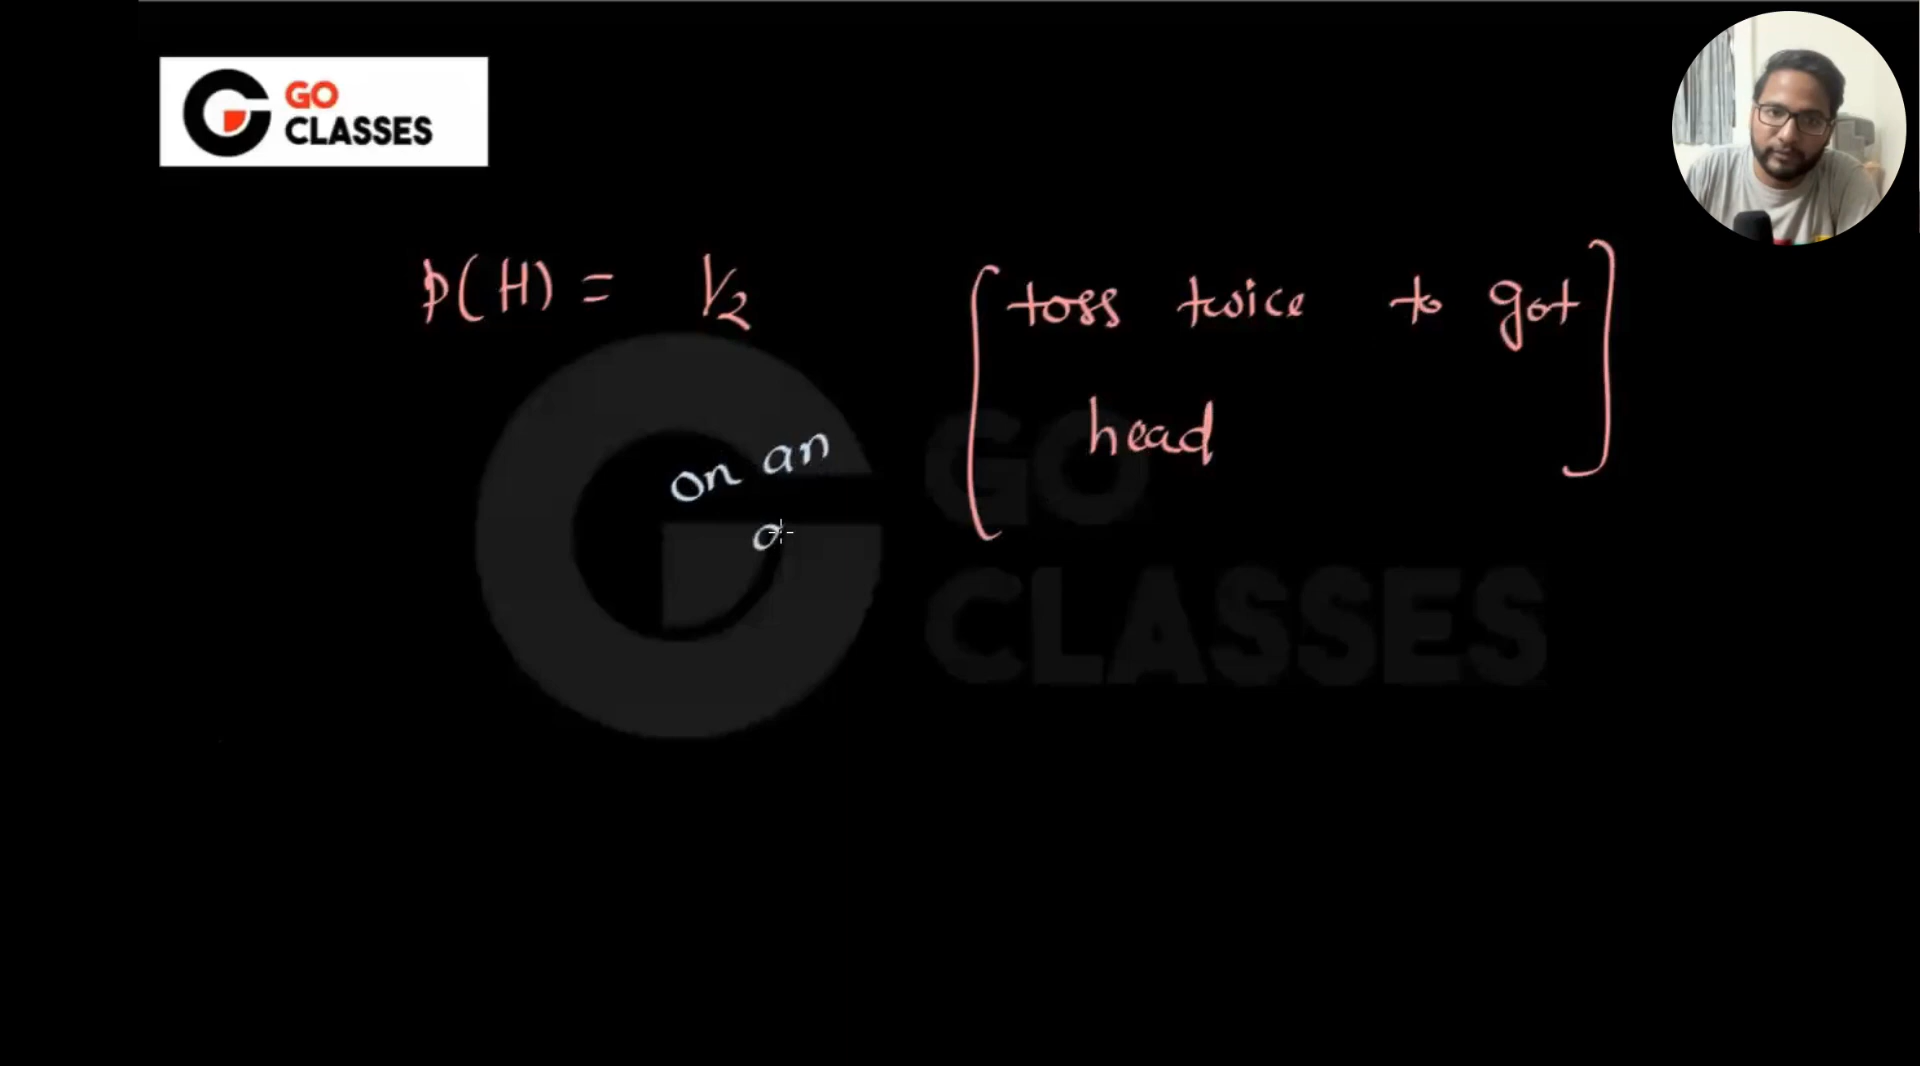 GO
CLASSES
P(H) = 1/2
toss twice to get
head
on an
a
GO
CLASSES